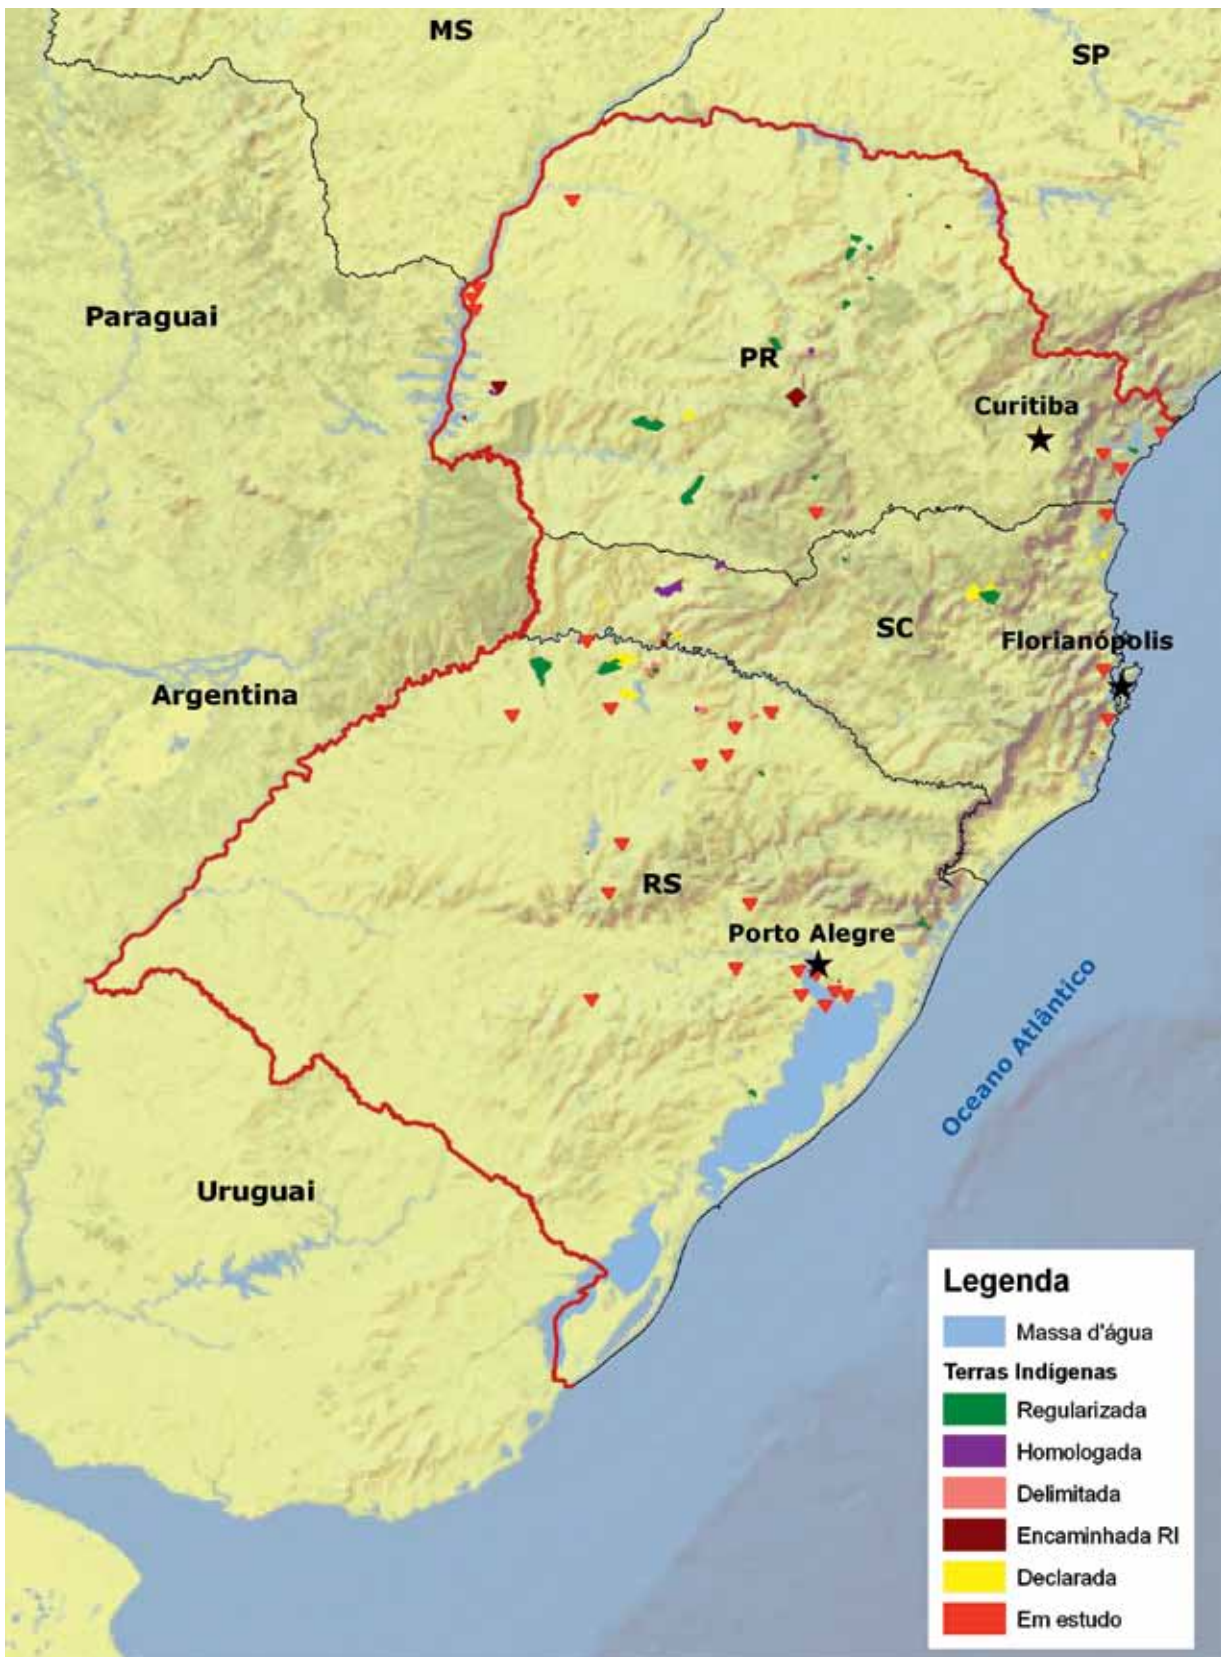 MS
SP
Paraguai
PR
Curitiba
SC
Florianópolis
Argentina
RS
Porto Alegre
Oceano Atlântico
Uruguai
Legenda
Massa d'água
Terras Indígenas
Regularizada
Homologada
Delimitada
Encaminhada RI
Declarada
Em estudo